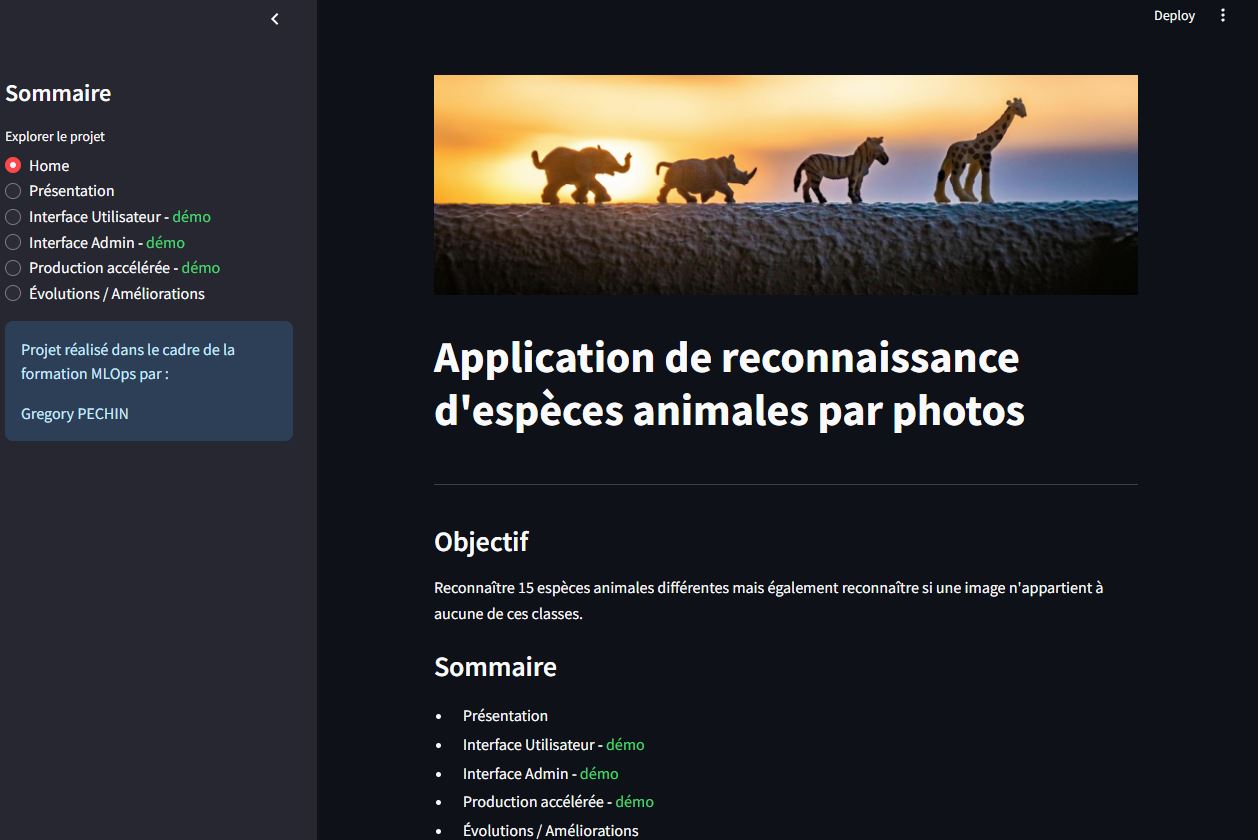 Deploy
Sommaire
Explorer le projet
Home
Présentation
Interface Utilisateur - démo
Interface Admin - démo
Production accélérée - démo
Évolutions / Améliorations
Projet réalisé dans le cadre de la
formation MLOps par :
Gregory PECHIN
Application de reconnaissance
d'espèces animales par photos
Objectif
Reconnaître 15 espèces animales différentes mais également reconnaître si une image n'appartient à
aucune de ces classes.
Sommaire
• Présentation
• Interface Utilisateur - démo
• Interface Admin - démo
• Production accélérée - démo
• Évolutions / Améliorations